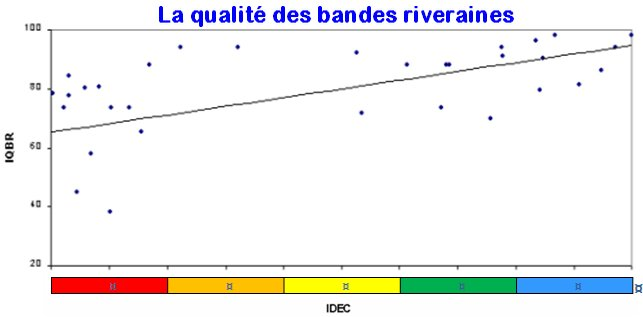 La qualité des bandes riveraines
100
80
60
40
20
IQBR
¤ ¤ ¤ ¤ ¤ ¤
IDEC